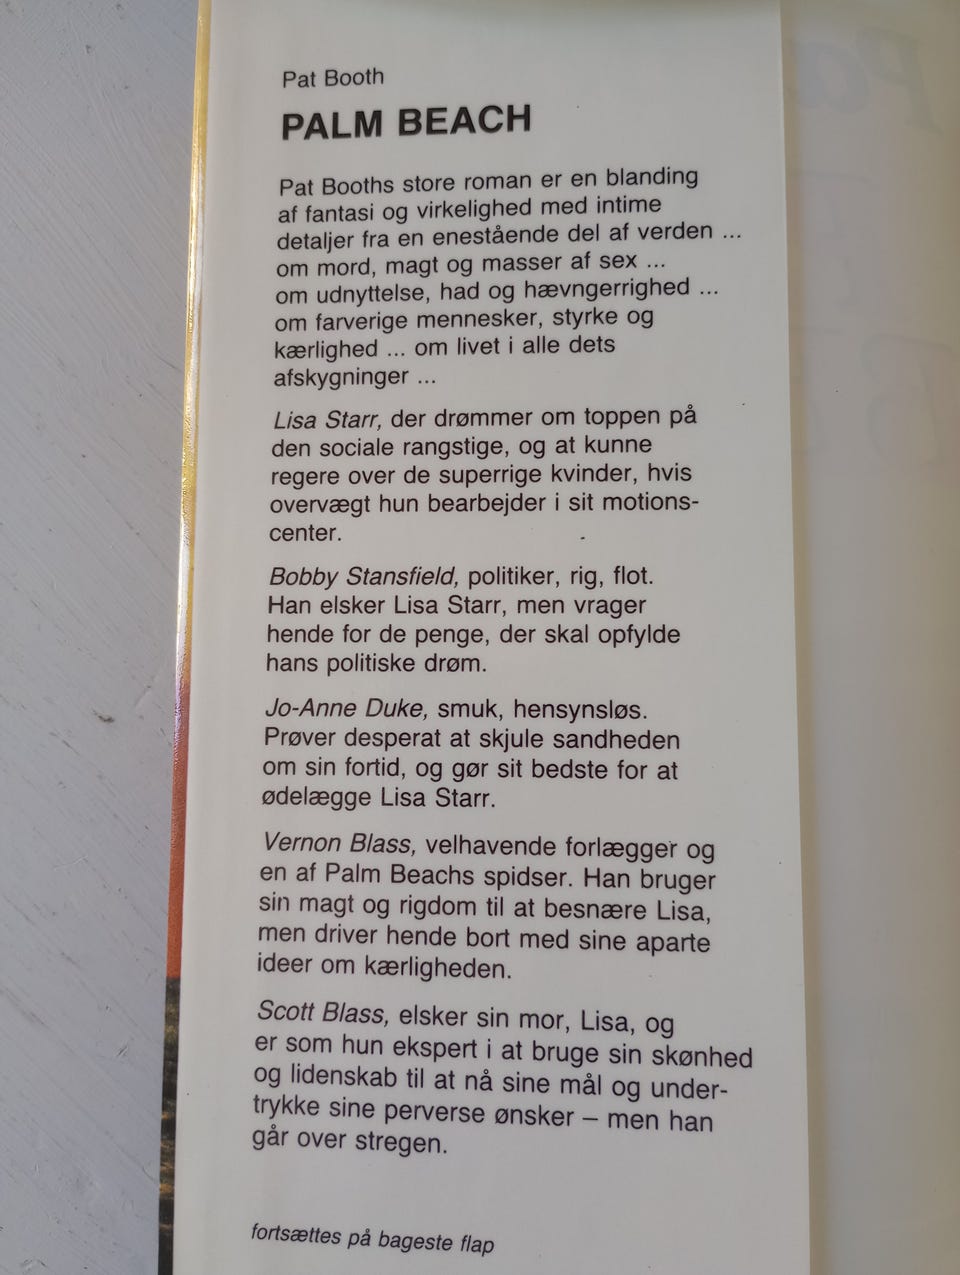 Pat Booth
PALM BEACH
Pat Booths store roman er en blanding
af fantasi og virkelighed med intime
detaljer fra en enestående del af verden ...
om mord, magt og masser af sex ...
om udnyttelse, had og hævngerrighed ...
om farverige mennesker, styrke og
kærlighed ... om livet i alle dets
afskygninger ...
Lisa Starr, der drømmer om toppen på
den sociale rangstige, og at kunne
regere over de superrige kvinder, hvis
overvægt hun bearbejder i sit motions-
center.
Bobby Stansfield, politiker, rig, flot.
Han elsker Lisa Starr, men vrager
hende for de penge, der skal opfylde
hans politiske drøm.
Jo-Anne Duke, smuk, hensynsløs.
Prøver desperat at skjule sandheden
om sin fortid, og gør sit bedste for at
ødelægge Lisa Starr.
Vernon Blass, velhavende forlægger og
en af Palm Beachs spidser. Han bruger
sin magt og rigdom til at besnære Lisa,
men driver hende bort med sine aparte
ideer om kærligheden.
Scott Blass, elsker sin mor, Lisa, og
er som hun ekspert i at bruge sin skønhed
og lidenskab til at nå sine mål og under-
trykke sine perverse ønsker – men han
går over stregen.
fortsættes på bageste flap